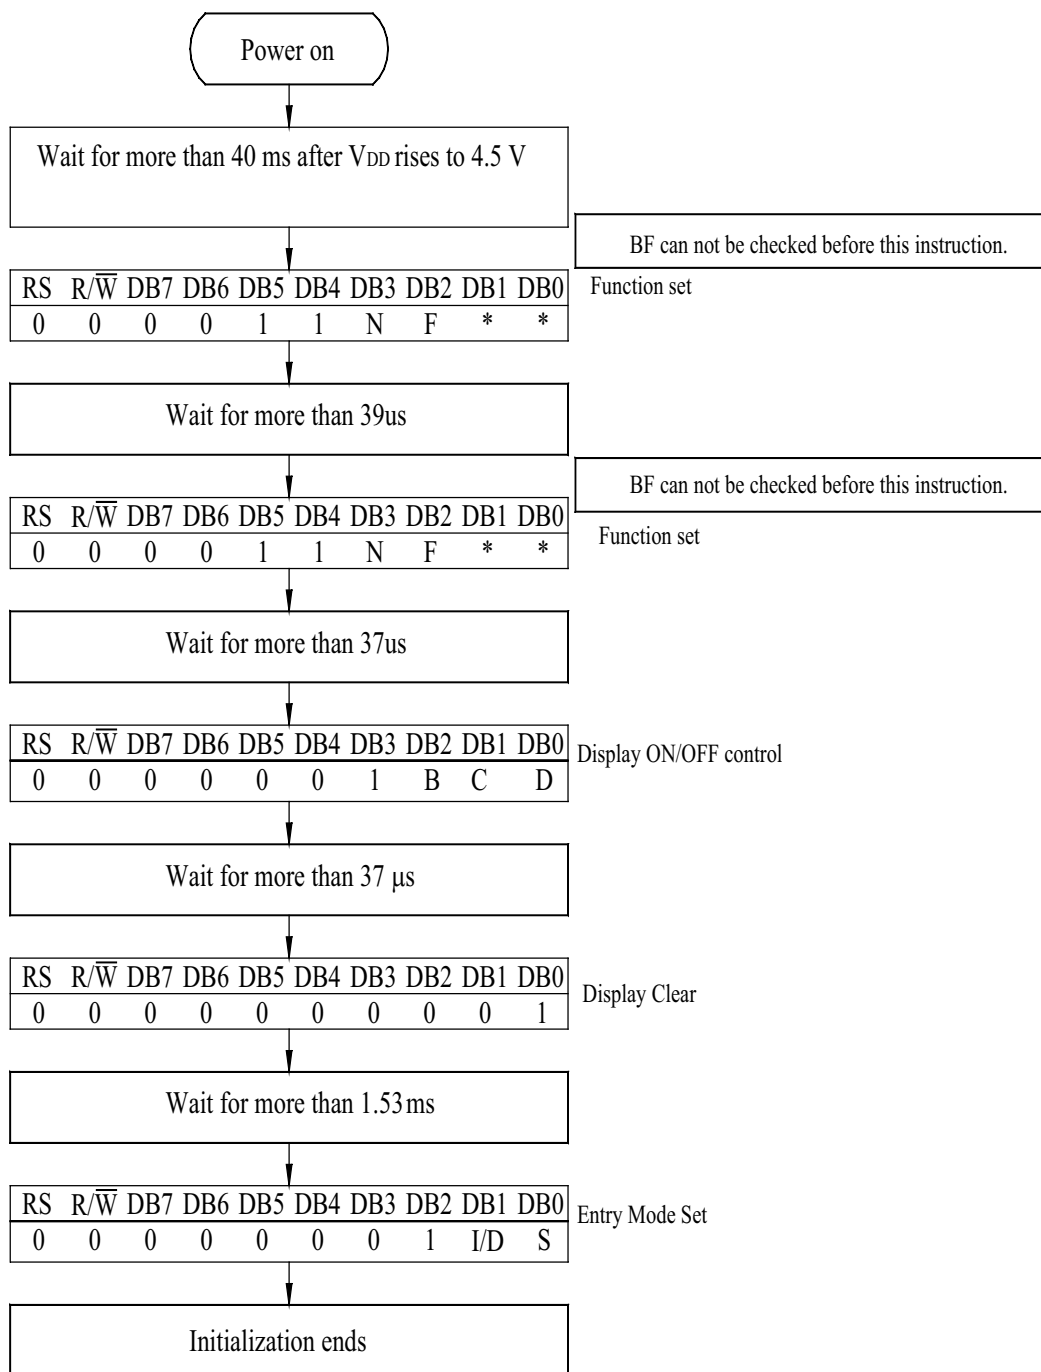 Power on
Wait for more than 40 ms after VDD rises to 4.5 V
BF can not be checked before this instruction.
RS R/W̅ DB7 DB6 DB5 DB4 DB3 DB2 DB1 DB0
Function set
0 0 0 0 1 1 N F * *
Wait for more than 39us
BF can not be checked before this instruction.
RS R/W̅ DB7 DB6 DB5 DB4 DB3 DB2 DB1 DB0
Function set
0 0 0 0 1 1 N F * *
Wait for more than 37us
RS R/W̅ DB7 DB6 DB5 DB4 DB3 DB2 DB1 DB0
Display ON/OFF control
0 0 0 0 0 0 1 B C D
Wait for more than 37 μs
RS R/W̅ DB7 DB6 DB5 DB4 DB3 DB2 DB1 DB0
Display Clear
0 0 0 0 0 0 0 0 0 1
Wait for more than 1.53ms
RS R/W̅ DB7 DB6 DB5 DB4 DB3 DB2 DB1 DB0
Entry Mode Set
0 0 0 0 0 0 0 1 I/D S
Initialization ends